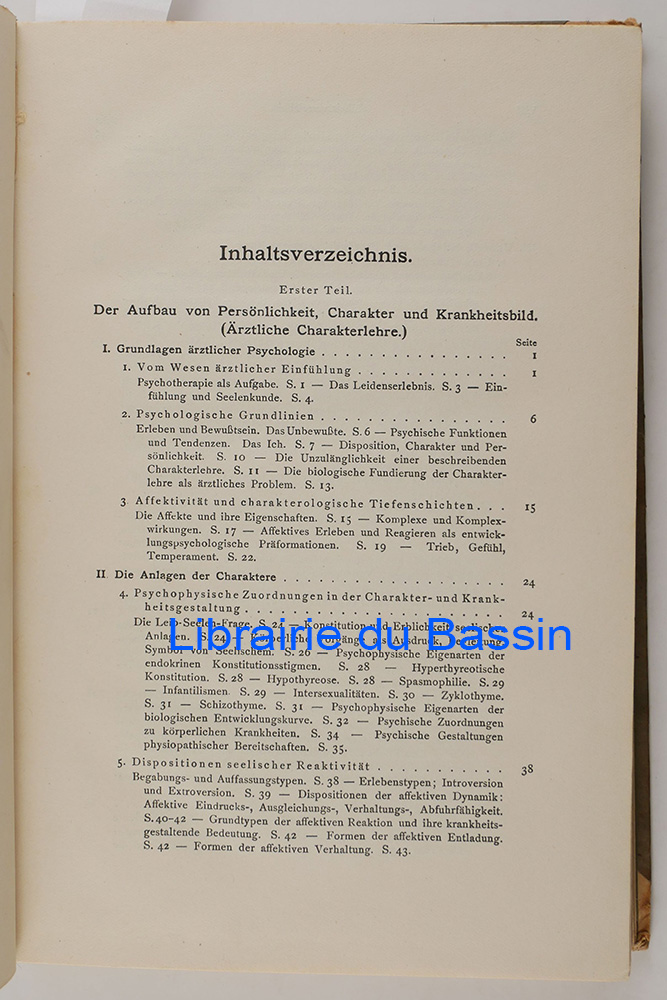 Inhaltsverzeichnis.
Erster Teil.
Der Aufbau von Persönlichkeit, Charakter und Krankheitsbild.
(Ärztliche Charakterlehre.)
Seite
I. Grundlagen ärztlicher Psychologie . . . . . . . . . . . . . . . . 1
1. Vom Wesen ärztlicher Einfühlung . . . . . . . . . . . . . 1
Psychotherapie als Aufgabe. S. 1 — Das Leidenserlebnis. S. 3 — Ein-
fühlung und Seelenkunde. S. 4.
2. Psychologische Grundlinien . . . . . . . . . . . . . . . . 6
Erleben und Bewußtsein. Das Unbewußte. S. 6 — Psychische Funktionen
und Tendenzen. Das Ich. S. 7 — Disposition, Charakter und Per-
sönlichkeit. S. 10 — Die Unzulänglichkeit einer beschreibenden
Charakterlehre. S. 11 — Die biologische Fundierung der Charakter-
lehre als ärztliches Problem. S. 13.
3 Affektivität und charakterologische Tiefenschichten . . . 15
Die Affekte und ihre Eigenschaften. S. 15 — Komplexe und Komplex-
wirkungen. S. 17 — Affektives Erleben und Reagieren als entwick-
lungspsychologische Präformationen. S. 19 — Trieb, Gefühl,
Temperament. S. 22.
II Die Anlagen der Charaktere . . . . . . . . . . . . . . . . . . . 24
4. Psychophysische Zuordnungen in der Charakter- und Krank-
heitsgestaltung . . . . . . . . . . . . . . . . . . . . . . 24
Die Leib-Seelen-Frage. S. 24 — Konstitution und Erblichkeit seelischer
Anlagen. S. 24 — Körperliche Vorgänge als Ausdruck,
Symbol von Seelischem. S. 26 — Psychophysische Eigenarten der
endokrinen Konstitutionsstigmen. S. 28 — Hyperthyreotische
Konstitution. S. 28 — Hypothyreose. S. 28 — Spasmophilie. S. 29
— Infantilismen. S. 29 — Intersexualitäten. S. 30 — Zyklothyme.
S. 31 — Schizothyme. S. 31 — Psychophysische Eigenarten der
biologischen Entwicklungskurve. S. 32 — Psychische Zuordnungen
zu körperlichen Krankheiten. S. 34 — Psychische Gestaltungen
physiopathischer Bereitschaften. S. 35.
5. Dispositionen seelischer Reaktivität . . . . . . . . . . . 38
Begabungs- und Auffassungstypen. S. 38 — Erlebenstypen; Introversion
und Extroversion. S. 39 — Dispositionen der affektiven Dynamik:
Affektive Eindrucks-, Ausgleichungs-, Verhaltungs-, Abfuhrfähigkeit.
S. 40-42 — Grundtypen der affektiven Reaktion und ihre krankheits-
gestaltende Bedeutung. S. 42 — Formen der affektiven Entladung.
S. 42 — Formen der affektiven Verhaltung. S. 43.
Librairie du Bassin